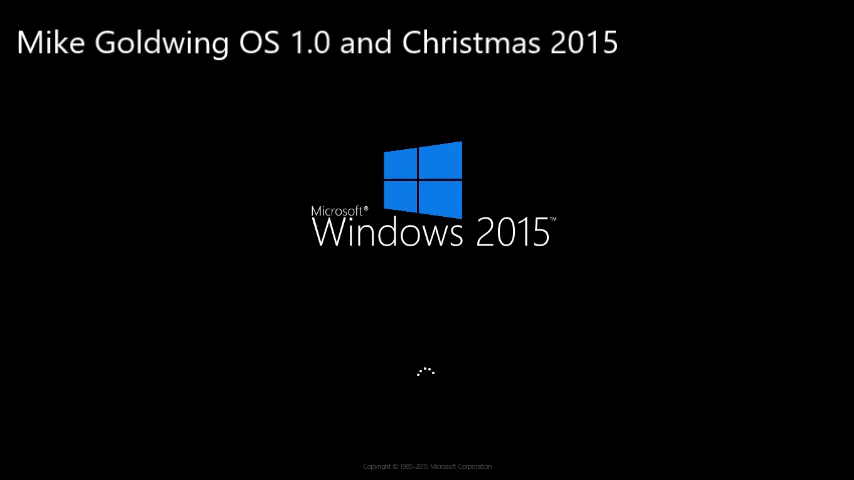 Mike Goldwing OS 1.0 and Christmas 2015
Microsoft®
Windows 2015™
Copyright © 1985-2015 Microsoft Corporation